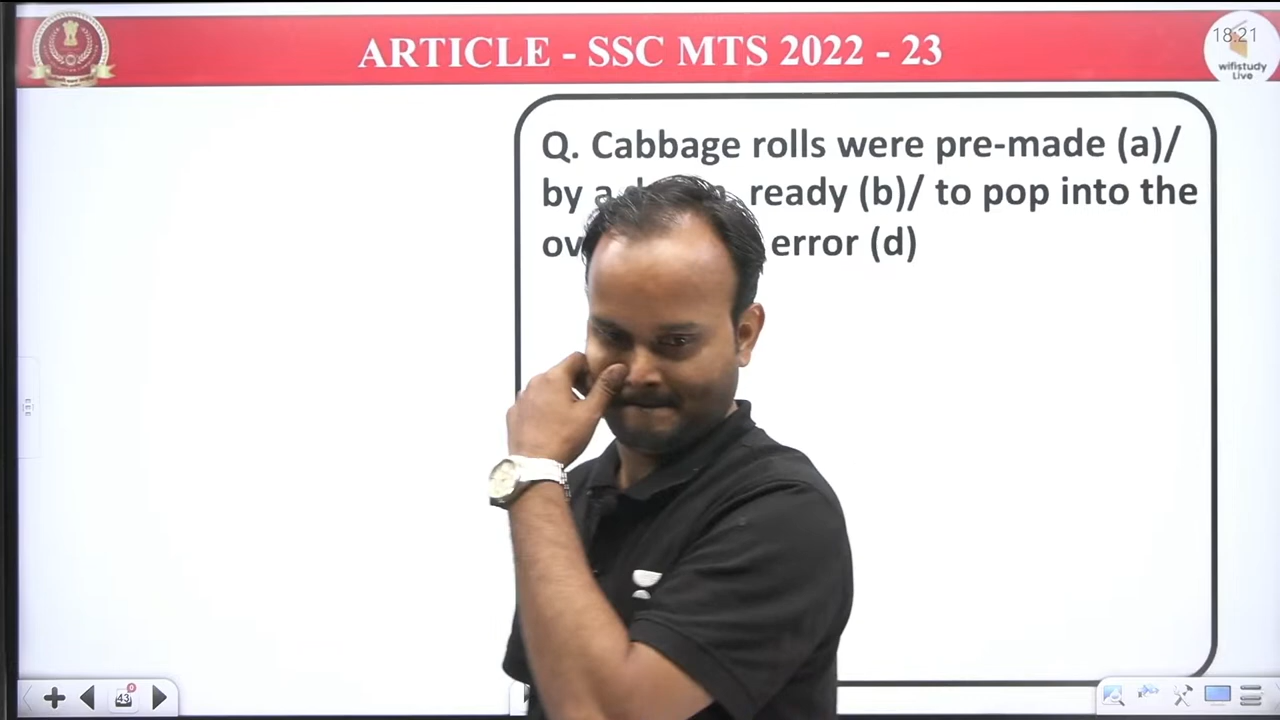 ARTICLE - SSC MTS 2022 - 23
18:21
wifistudy
Live
Q. Cabbage rolls were pre-made (a)/
by ready (b)/ to pop into the
error (d)
43